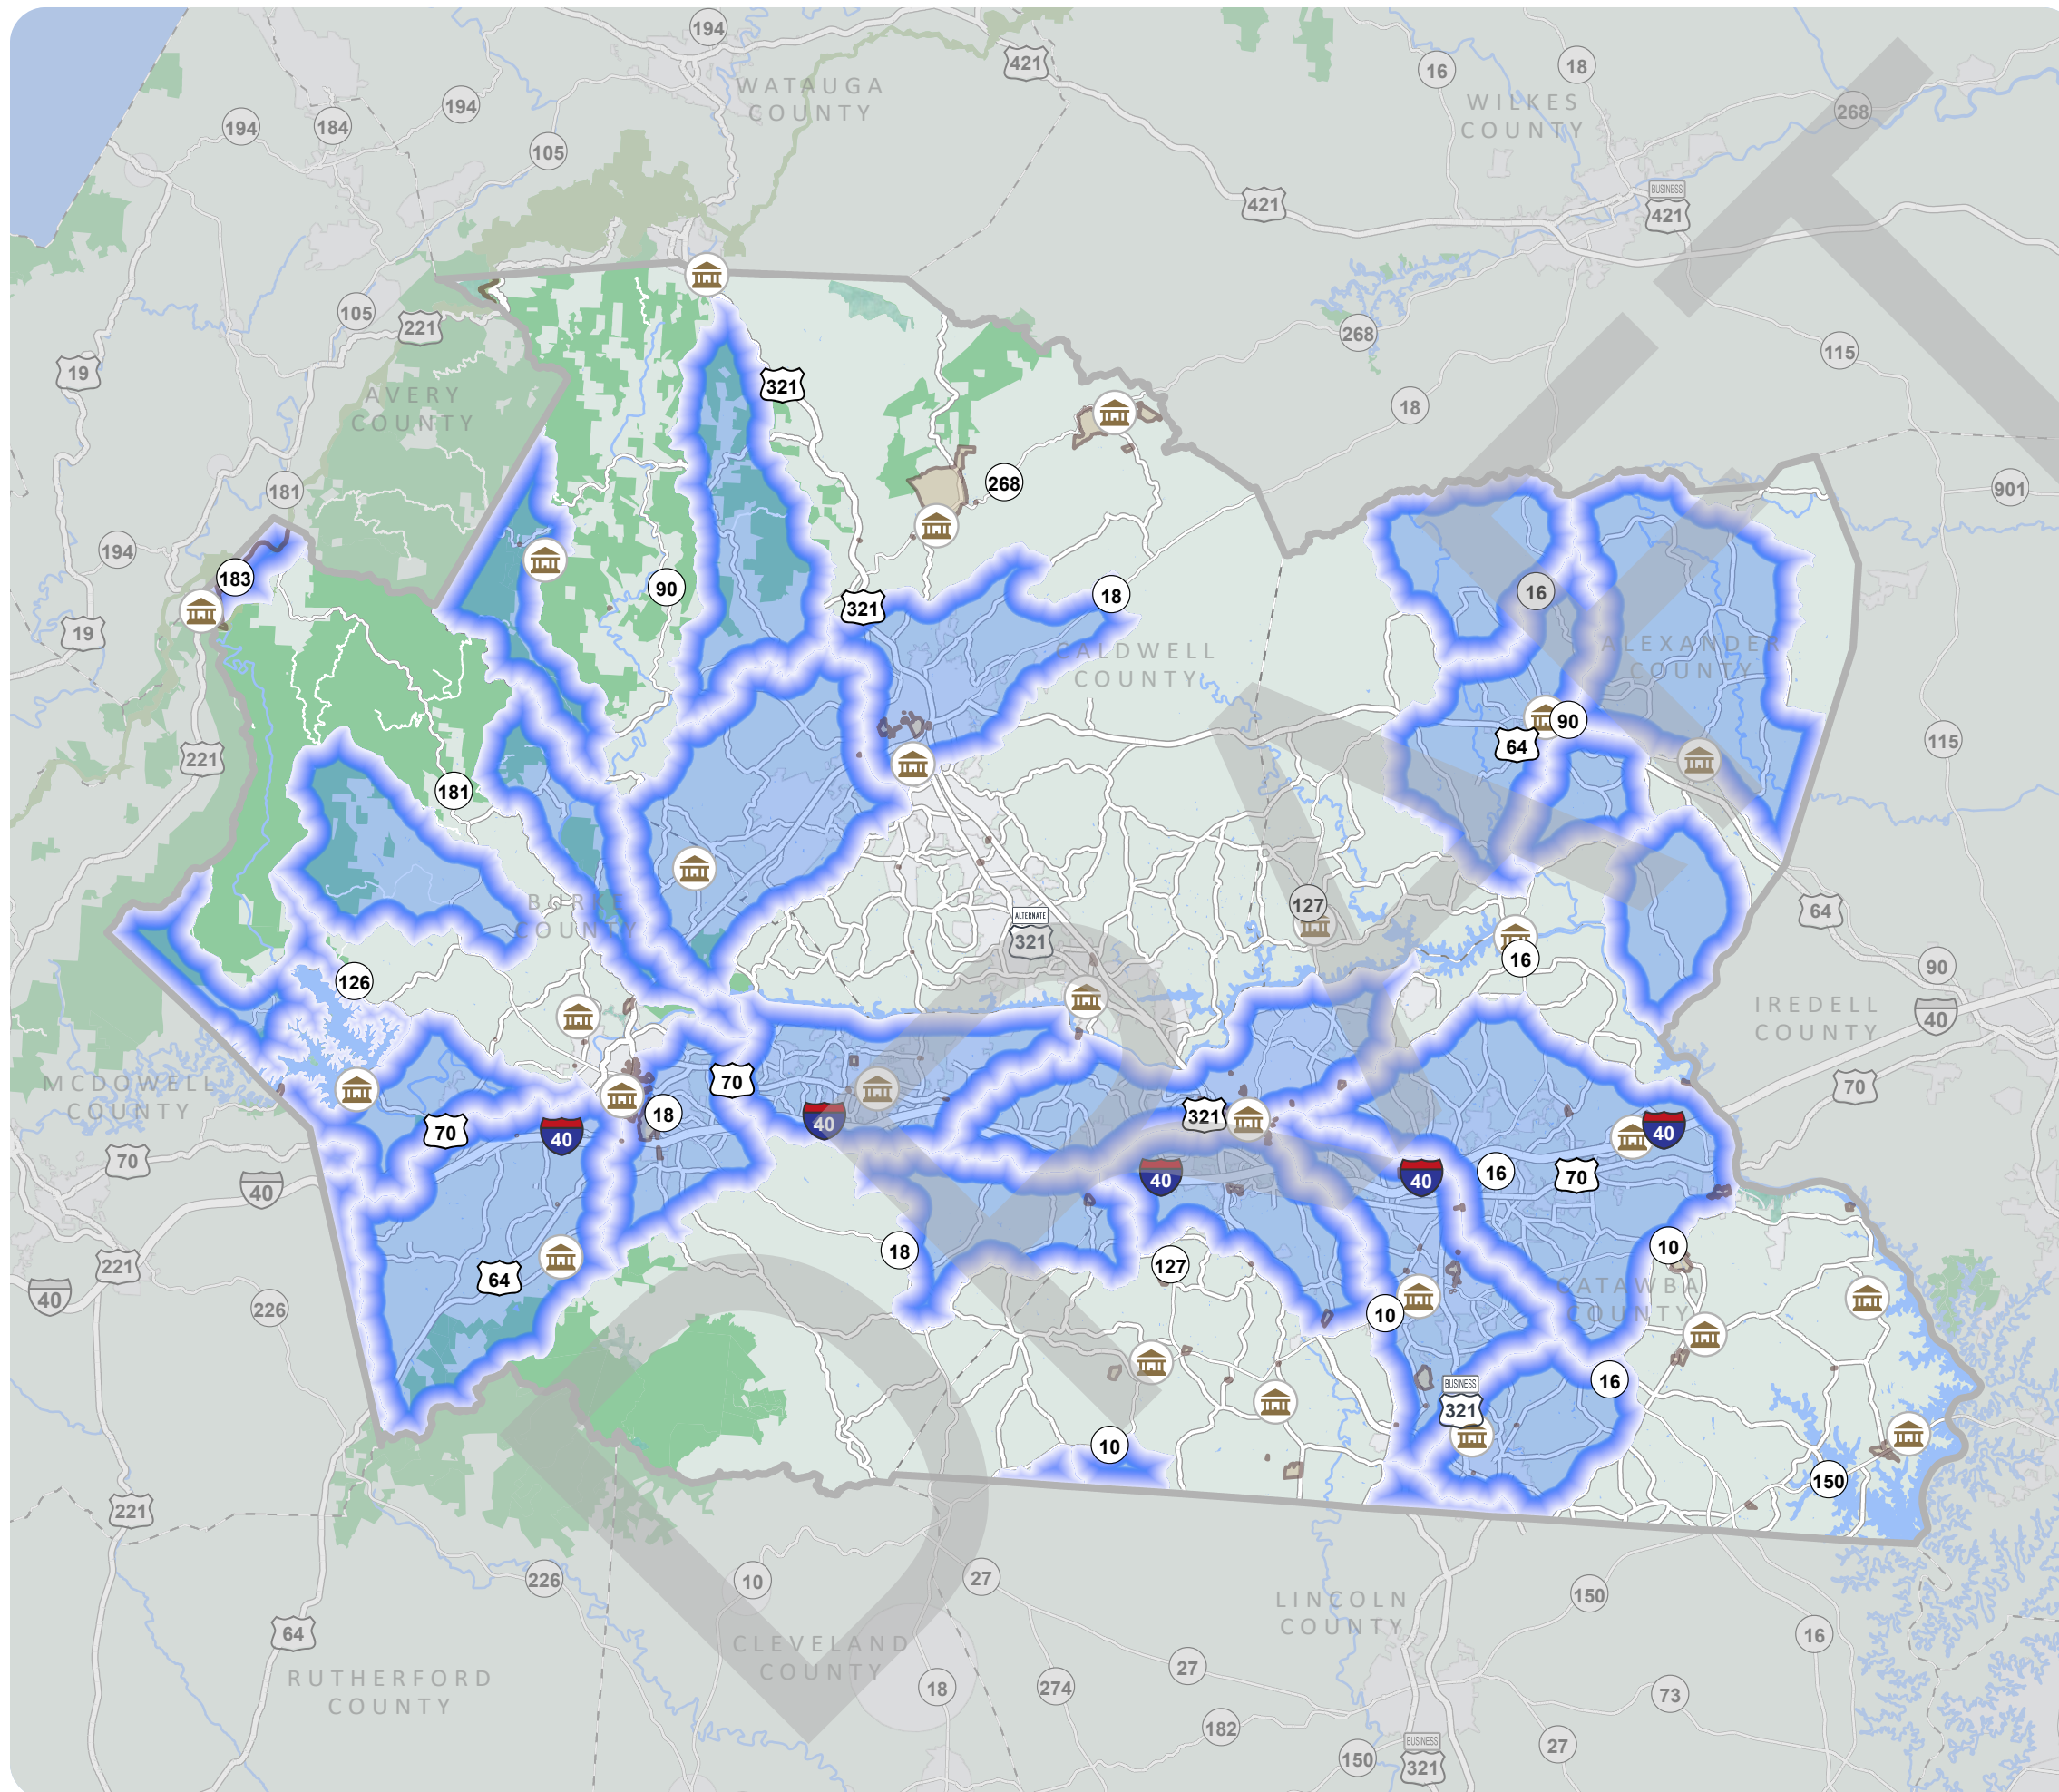 194
WATAUGA
COUNTY
421
16
18
WILKES
COUNTY
268
194
194
184
105
421
BUSINESS
421
105
221
268
115
19
AVERY
COUNTY
321
18
181
268
901
194
183
90
321
18
16
19
CALDWELL
COUNTY
ALEXANDER
COUNTY
90
64
115
221
181
BURKE
COUNTY
127
ALTERNATE
321
64
16
126
90
IREDELL
COUNTY
40
MCDOWELL
COUNTY
70
70
18
40
70
40
321
40
70
40
40
16
70
40
221
18
127
10
64
40
226
10
CATAWBA
COUNTY
16
BUSINESS
321
10
150
221
226
10
27
LINCOLN
COUNTY
150
64
CLEVELAND
COUNTY
16
RUTHERFORD
COUNTY
18
274
27
73
182
150
BUSINESS
321
27
DRAFT